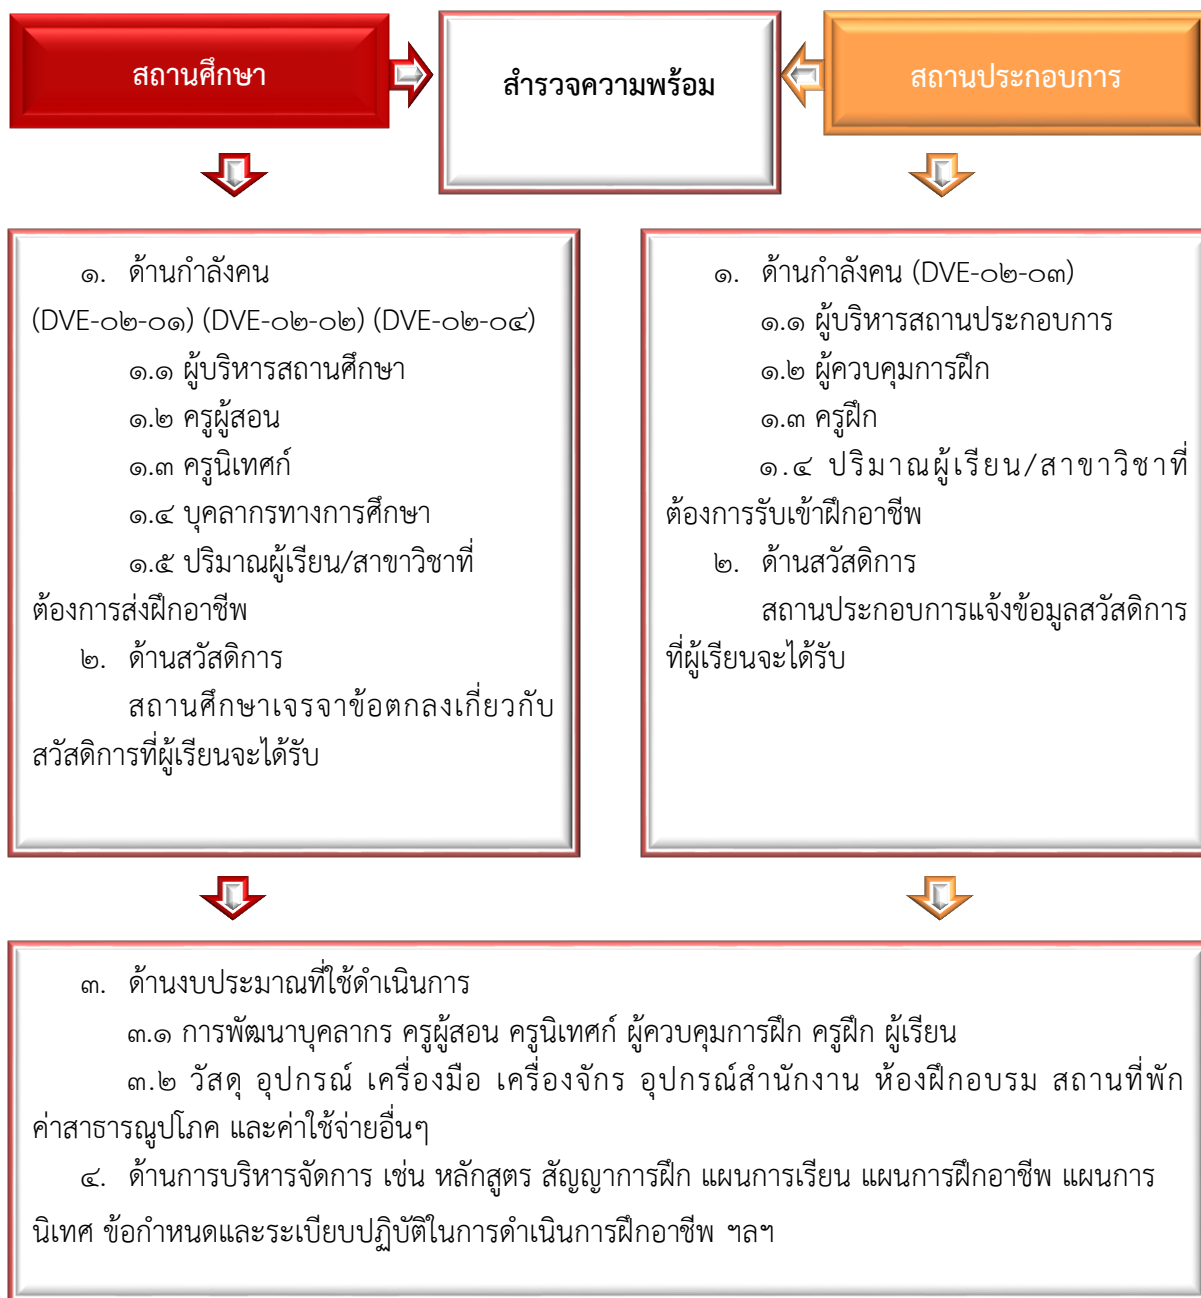 สถานศึกษา
สำรวจความพร้อม
สถานประกอบการ
๑. ด้านกำลังคน
(DVE-๐๒-๐๑) (DVE-๐๒-๐๒) (DVE-๐๒-๐๔)
๑.๑ ผู้บริหารสถานศึกษา
๑.๒ ครูผู้สอน
๑.๓ ครูนิเทศก์
๑.๔ บุคลากรทางการศึกษา
๑.๕ ปริมาณผู้เรียน/สาขาวิชาที่
ต้องการส่งฝึกอาชีพ
๒. ด้านสวัสดิการ
สถานศึกษาเจรจาข้อตกลงเกี่ยวกับ
สวัสดิการที่ผู้เรียนจะได้รับ
๑. ด้านกำลังคน (DVE-๐๒-๐๓)
๑.๑ ผู้บริหารสถานประกอบการ
๑.๒ ผู้ควบคุมการฝึก
๑.๓ ครูฝึก
๑.๔ ปริมาณผู้เรียน/สาขาวิชาที่
ต้องการรับเข้าฝึกอาชีพ
๒. ด้านสวัสดิการ
สถานประกอบการแจ้งข้อมูลสวัสดิการ
ที่ผู้เรียนจะได้รับ
๓. ด้านงบประมาณที่ใช้ดำเนินการ
๓.๑ การพัฒนาบุคลากร ครูผู้สอน ครูนิเทศก์ ผู้ควบคุมการฝึก ครูฝึก ผู้เรียน
๓.๒ วัสดุ อุปกรณ์ เครื่องมือ เครื่องจักร อุปกรณ์สำนักงาน ห้องฝึกอบรม สถานที่พัก
ค่าสาธารณูปโภค และค่าใช้จ่ายอื่นๆ
๔. ด้านการบริหารจัดการ เช่น หลักสูตร สัญญาการฝึก แผนการเรียน แผนการฝึกอาชีพ แผนการ
นิเทศ ข้อกำหนดและระเบียบปฏิบัติในการดำเนินการฝึกอาชีพ ฯลฯ